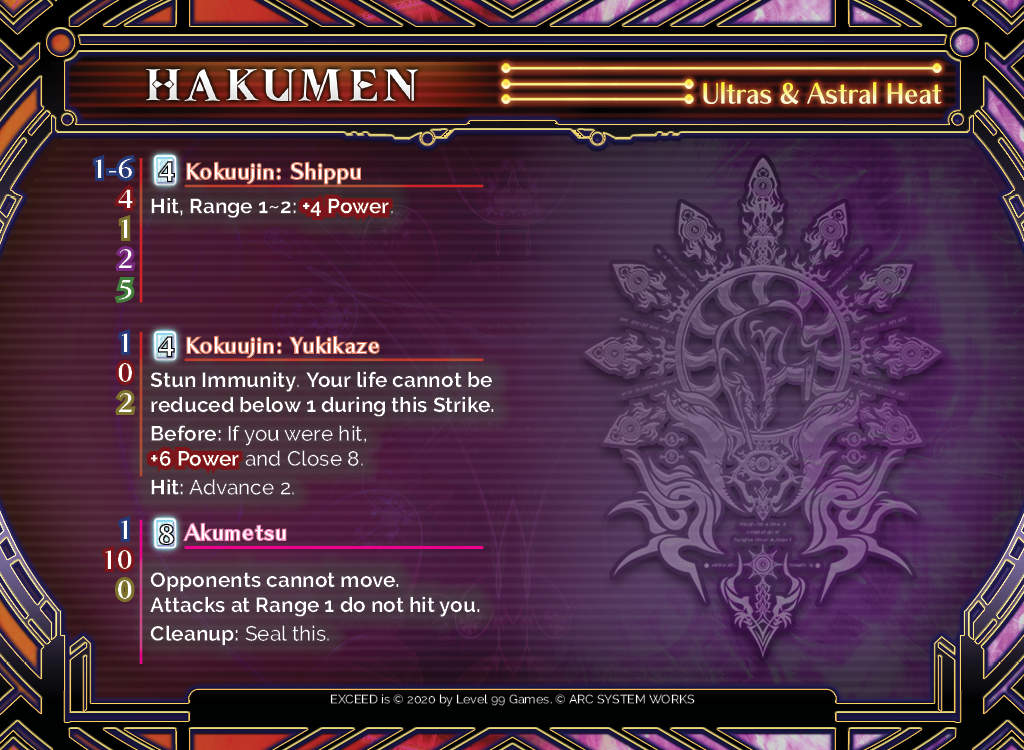 HAKUMEN
Ultras & Astral Heat
1-6
4 Kokuujin: Shippu
4
Hit, Range 1~2: +4 Power.
1
2
5
1
4 Kokuujin: Yukikaze
0
Stun Immunity. Your life cannot be
2
reduced below 1 during this Strike.
Before: If you were hit,
+6 Power and Close 8.
Hit: Advance 2.
1
8 Akumetsu
10
0
Opponents cannot move.
Attacks at Range 1 do not hit you.
Cleanup: Seal this.
EXCEED is © 2020 by Level 99 Games. © ARC SYSTEM WORKS